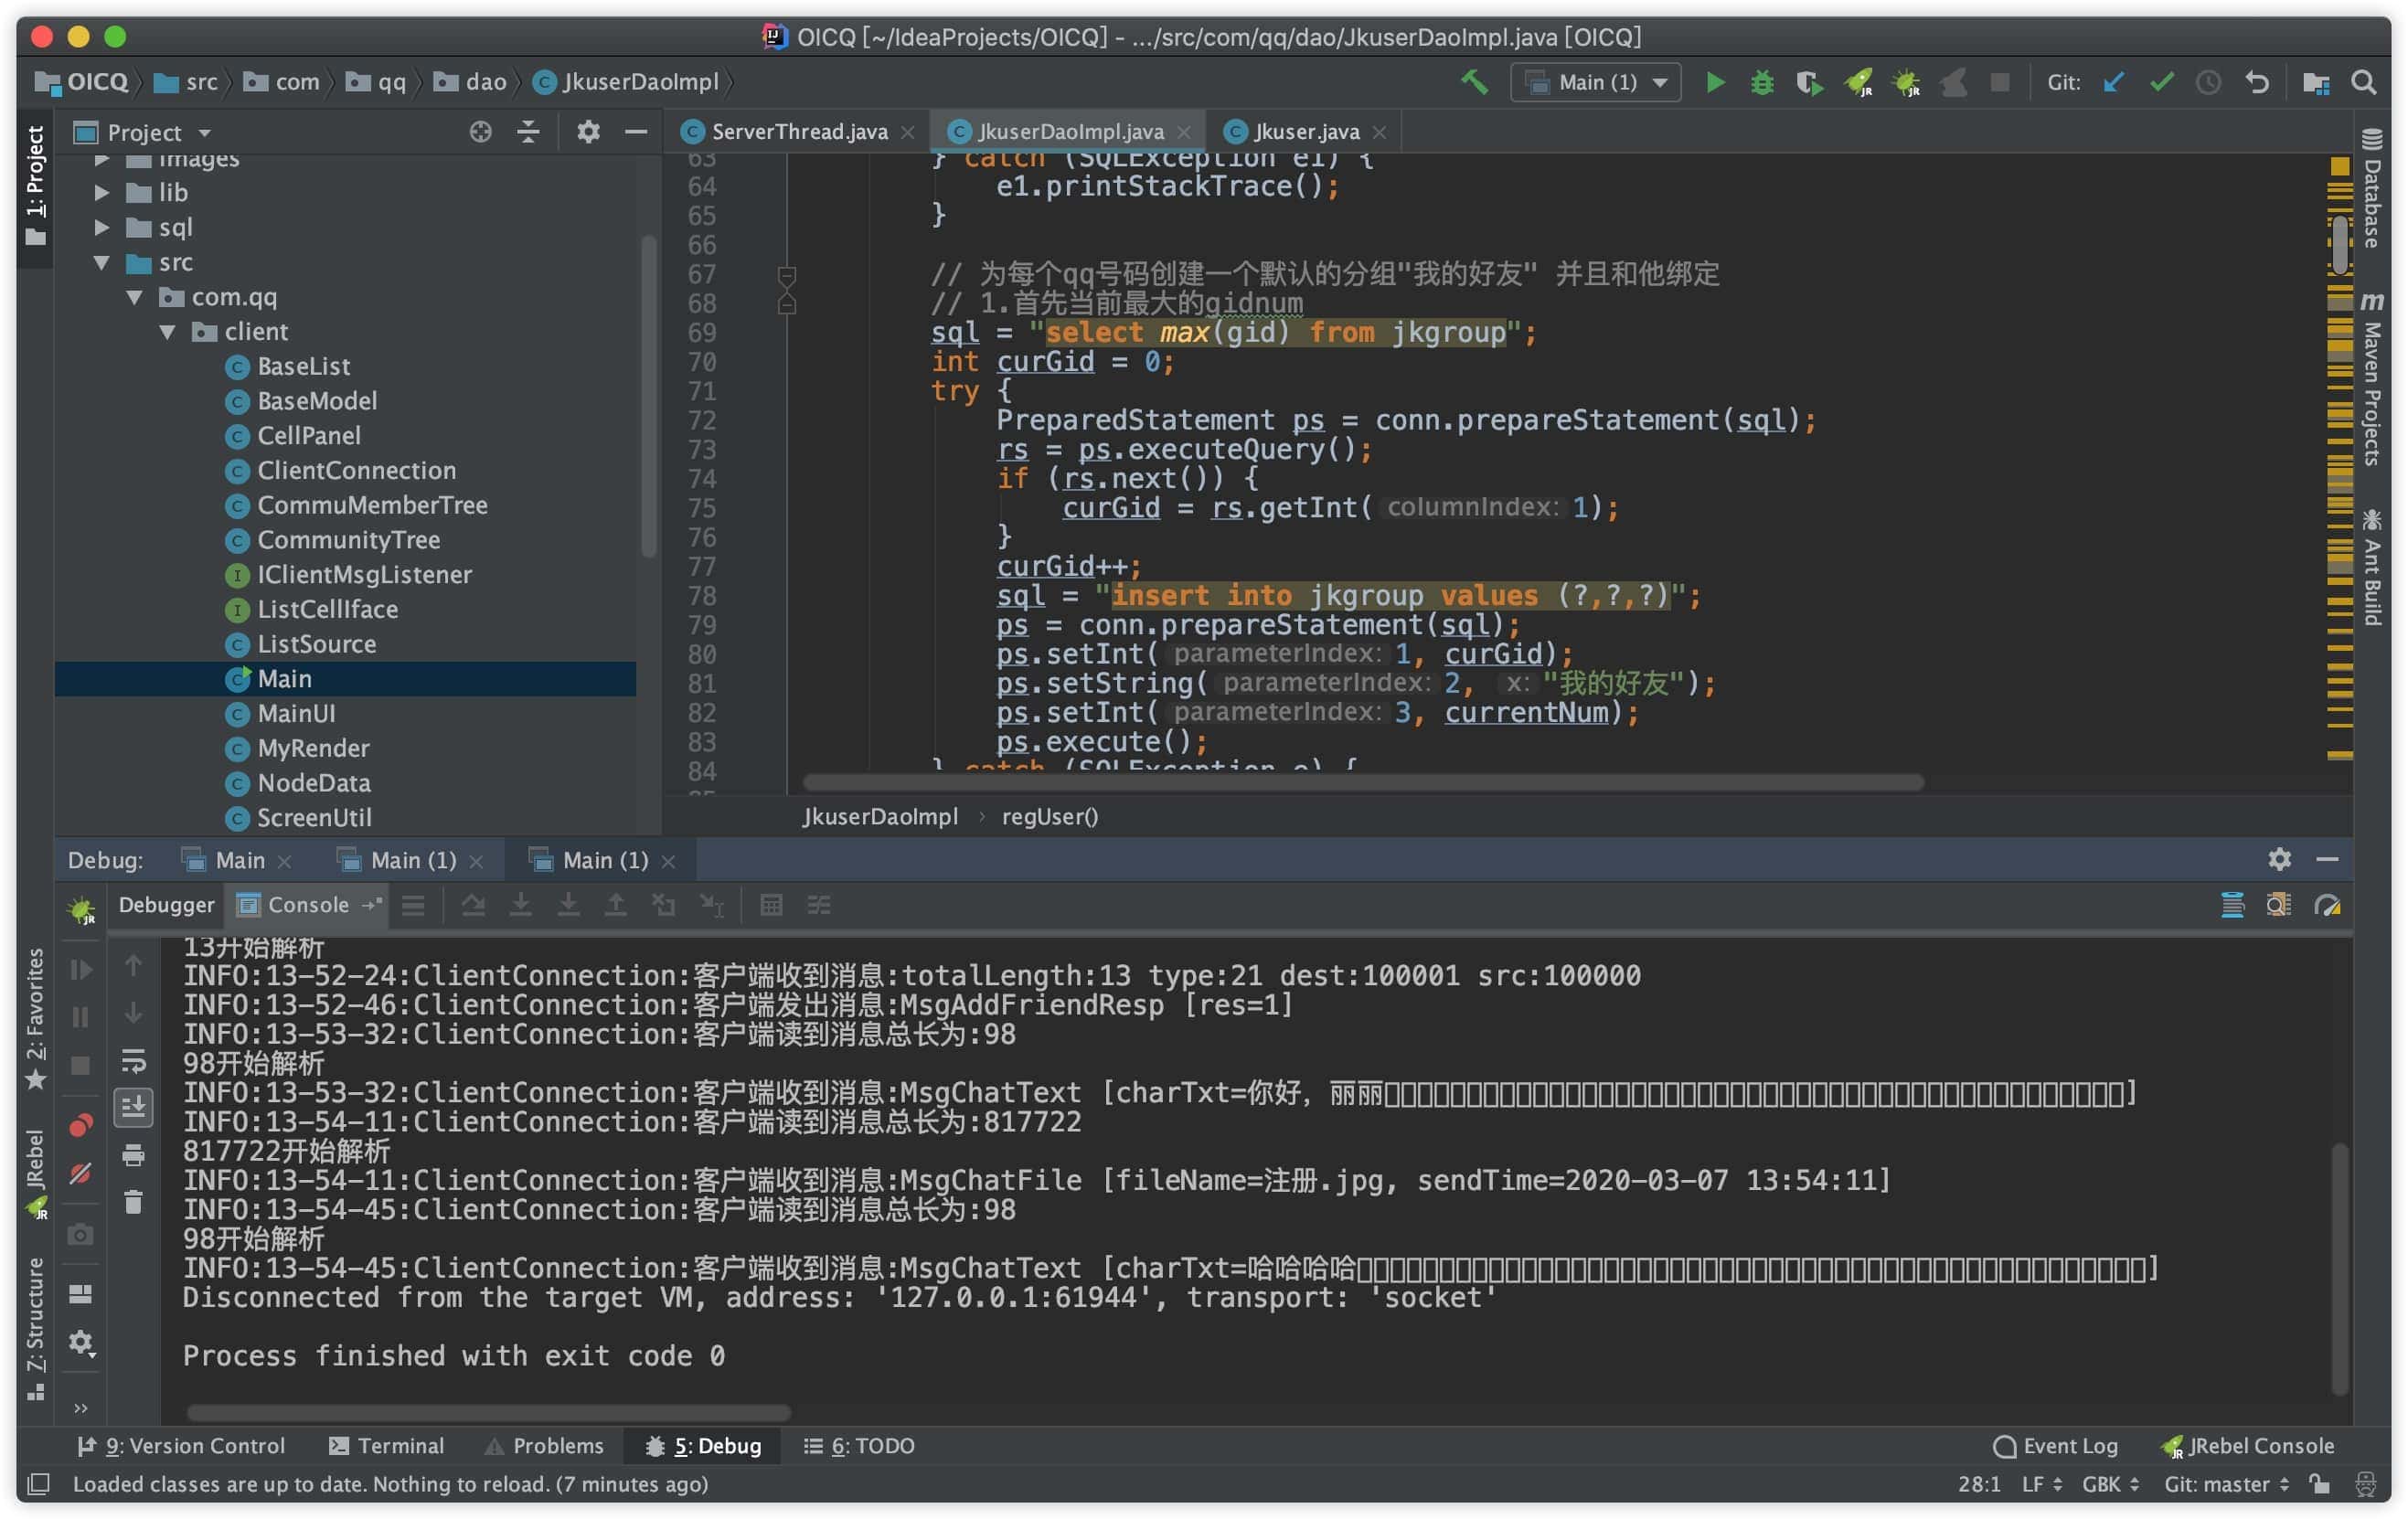 OICQ [~/IdeaProjects/OICQ] - .../src/com/qq/dao/JkuserDaoImpl.java [OICQ]
OICQ src com qq dao JkuserDaoImpl Main (1) Git:
1: Project
Project
images
lib
sql
src
com.qq
client
BaseList
BaseModel
CellPanel
ClientConnection
CommuMemberTree
CommunityTree
IClientMsgListener
ListCellIface
ListSource
Main
MainUI
MyRender
NodeData
ScreenUtil
ServerThread.java JkuserDaoImpl.java Jkuser.java
63 } catch (SQLException e1) {
64 e1.printStackTrace();
65 }
66
67 // 为每个qq号码创建一个默认的分组"我的好友" 并且和他绑定
68 // 1.首先当前最大的gidnum
69 sql = "select max(gid) from jkgroup";
70 int curGid = 0;
71 try {
72 PreparedStatement ps = conn.prepareStatement(sql);
73 rs = ps.executeQuery();
74 if (rs.next()) {
75 curGid = rs.getInt( columnIndex: 1);
76 }
77 curGid++;
78 sql = "insert into jkgroup values (?,?,?)";
79 ps = conn.prepareStatement(sql);
80 ps.setInt( parameterIndex: 1, curGid);
81 ps.setString( parameterIndex: 2, x: "我的好友");
82 ps.setInt( parameterIndex: 3, currentNum);
83 ps.execute();
84 } catch (SQLException e) {
JkuserDaoImpl › regUser()
Database
m Maven Projects
Ant Build
Debug: Main Main (1) Main (1)
Debugger Console
2: Favorites
JRebel
7: Structure
13开始解析
INFO:13-52-24:ClientConnection:客户端收到消息:totalLength:13 type:21 dest:100001 src:100000
INFO:13-52-46:ClientConnection:客户端发出消息:MsgAddFriendResp [res=1]
INFO:13-53-32:ClientConnection:客户端读到消息总长为:98
98开始解析
INFO:13-53-32:ClientConnection:客户端收到消息:MsgChatText [charTxt=你好，丽丽]
INFO:13-54-11:ClientConnection:客户端读到消息总长为:817722
817722开始解析
INFO:13-54-11:ClientConnection:客户端收到消息:MsgChatFile [fileName=注册.jpg, sendTime=2020-03-07 13:54:11]
INFO:13-54-45:ClientConnection:客户端读到消息总长为:98
98开始解析
INFO:13-54-45:ClientConnection:客户端收到消息:MsgChatText [charTxt=哈哈哈哈]
Disconnected from the target VM, address: '127.0.0.1:61944', transport: 'socket'
Process finished with exit code 0
9: Version Control Terminal Problems 5: Debug 6: TODO Event Log JRebel Console
Loaded classes are up to date. Nothing to reload. (7 minutes ago) 28:1 LF GBK Git: master